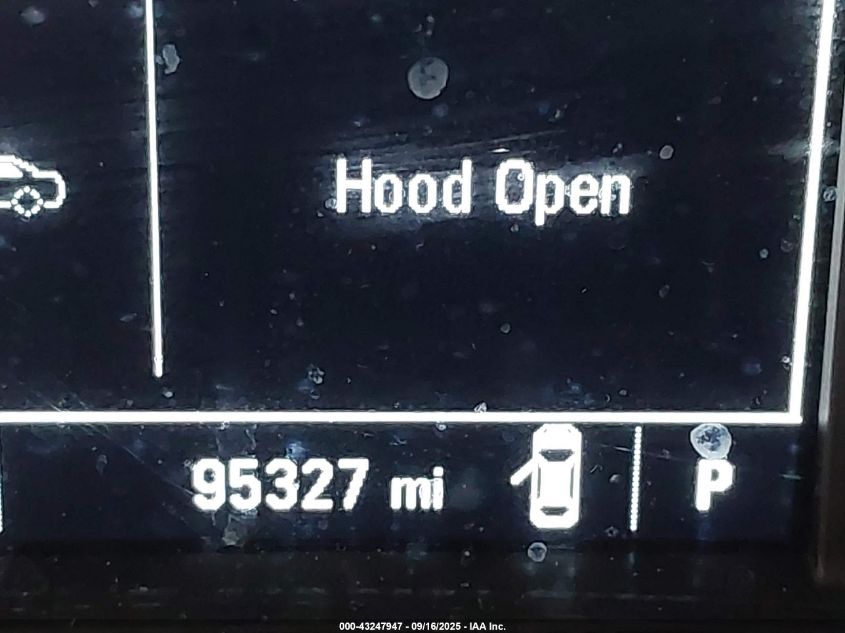 Hood Open
95327 mi
P
000-43247947 - 09/16/2025 - IAA Inc.